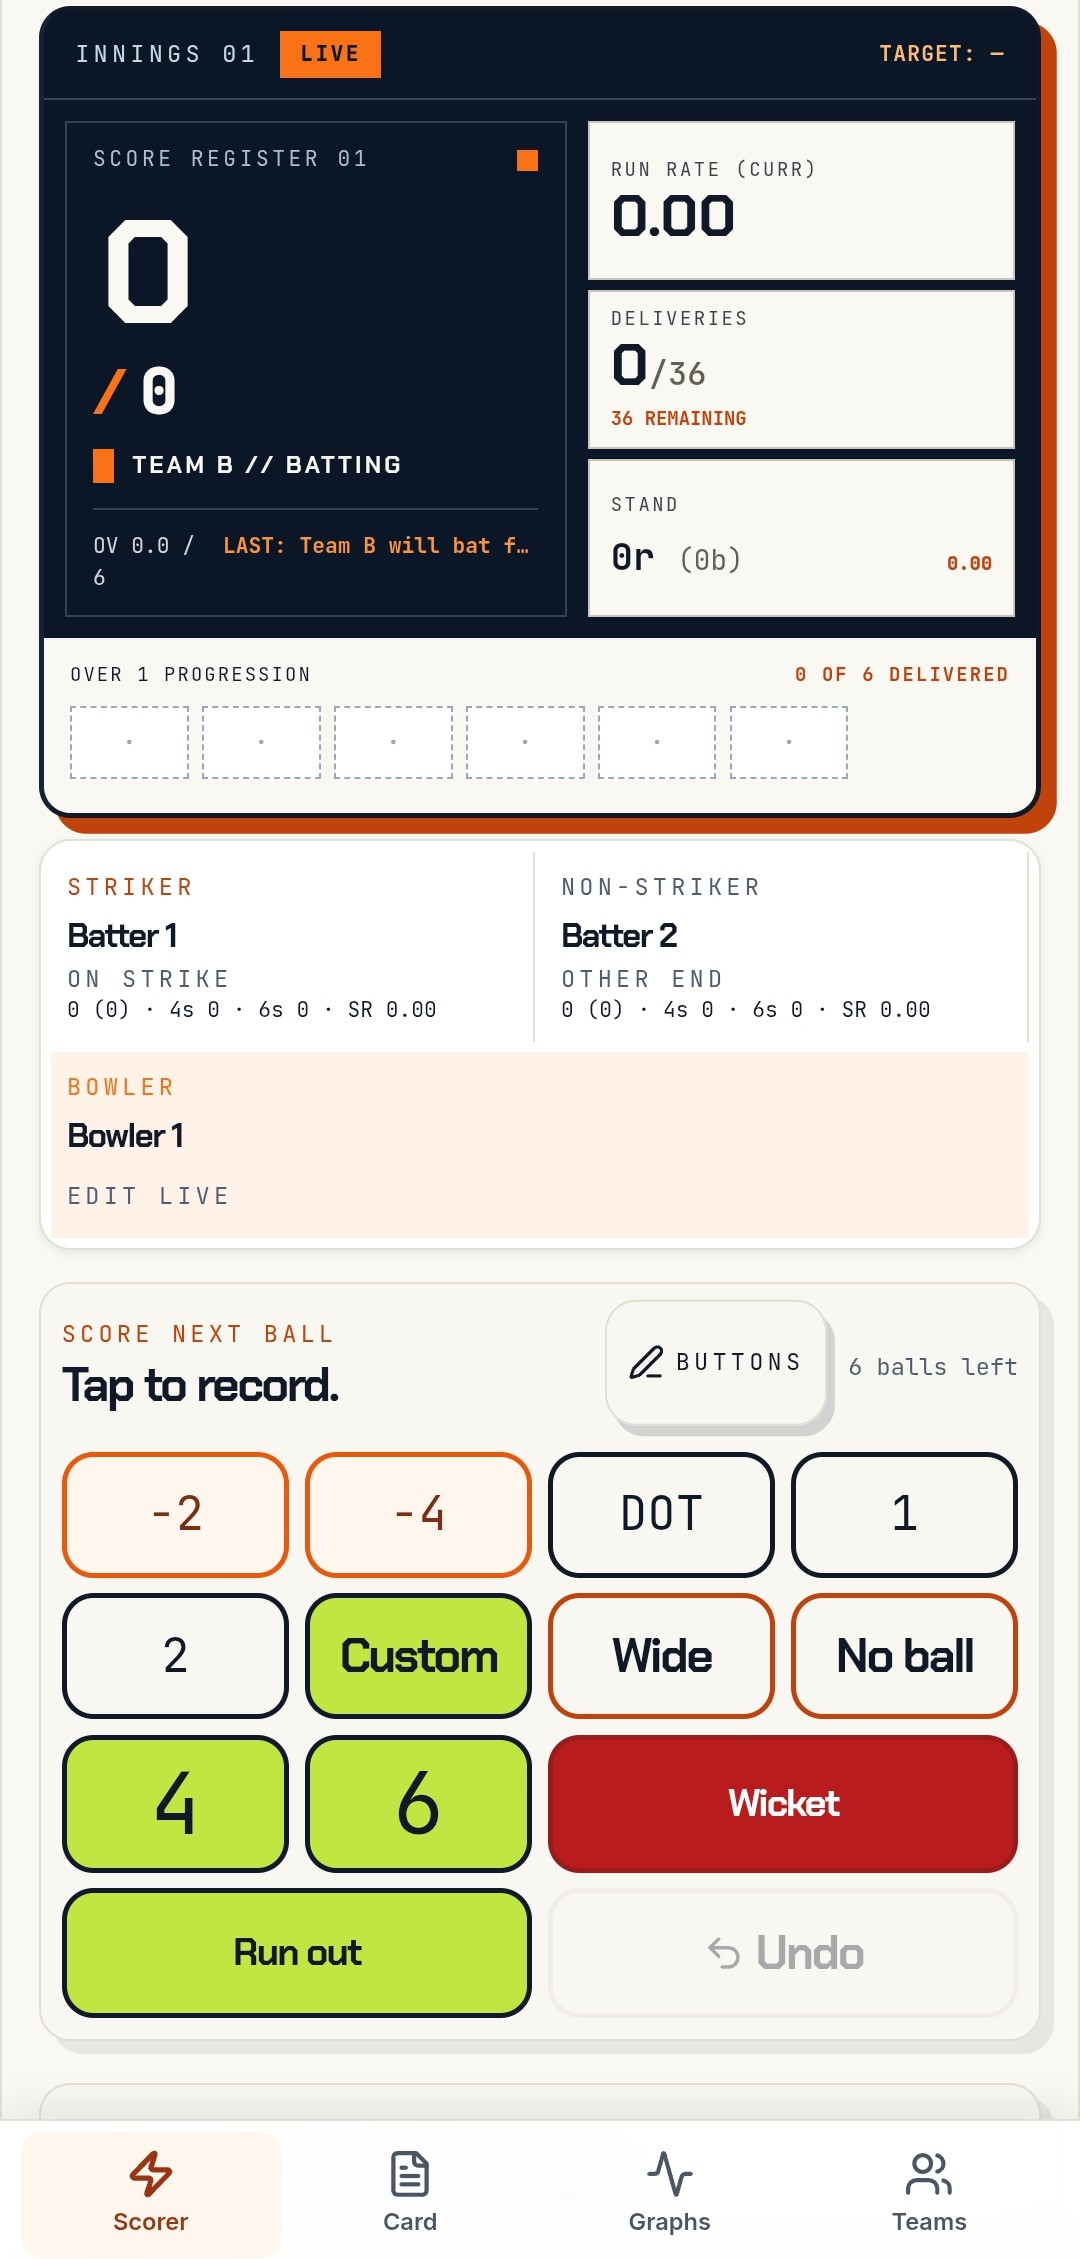 INNINGS 01 LIVE TARGET: —
SCORE REGISTER 01
0
/0
TEAM B // BATTING
OV 0.0 / 6
LAST: Team B will bat f…
RUN RATE (CURR)
0.00
DELIVERIES
0/36
36 REMAINING
STAND
0r (0b) 0.00
OVER 1 PROGRESSION 0 OF 6 DELIVERED
· · · · · ·
STRIKER
Batter 1
ON STRIKE
0 (0) · 4s 0 · 6s 0 · SR 0.00
NON-STRIKER
Batter 2
OTHER END
0 (0) · 4s 0 · 6s 0 · SR 0.00
BOWLER
Bowler 1
EDIT LIVE
SCORE NEXT BALL
Tap to record.
BUTTONS
6 balls left
-2 -4 DOT 1
2 Custom Wide No ball
4 6 Wicket
Run out Undo
Scorer Card Graphs Teams